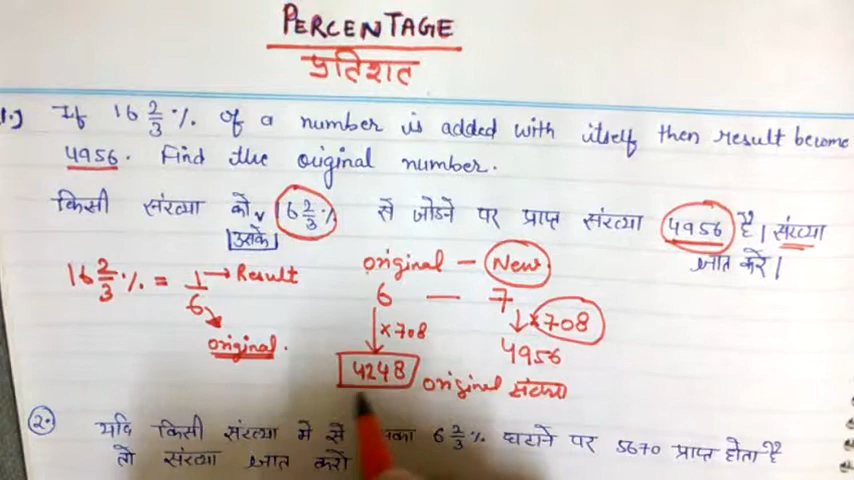 PERCENTAGE
प्रतिशत
1.) If 16 2/3 % of a number is added with itself then result become
4956. Find the original number.
किसी संख्या को 16 2/3 % से जोडने पर प्राप्त संख्या 4956 है। संख्या
उसके
ज्ञात करें।
16 2/3 % = 1/6 → Result
original.
original — New
6 — 7
×708 ×708
4956
4248 original संख्या
2. यदि किसी संख्या मे से 6 2/3 % घटाने पर 5670 प्राप्त होता है
तो संख्या ज्ञात करो